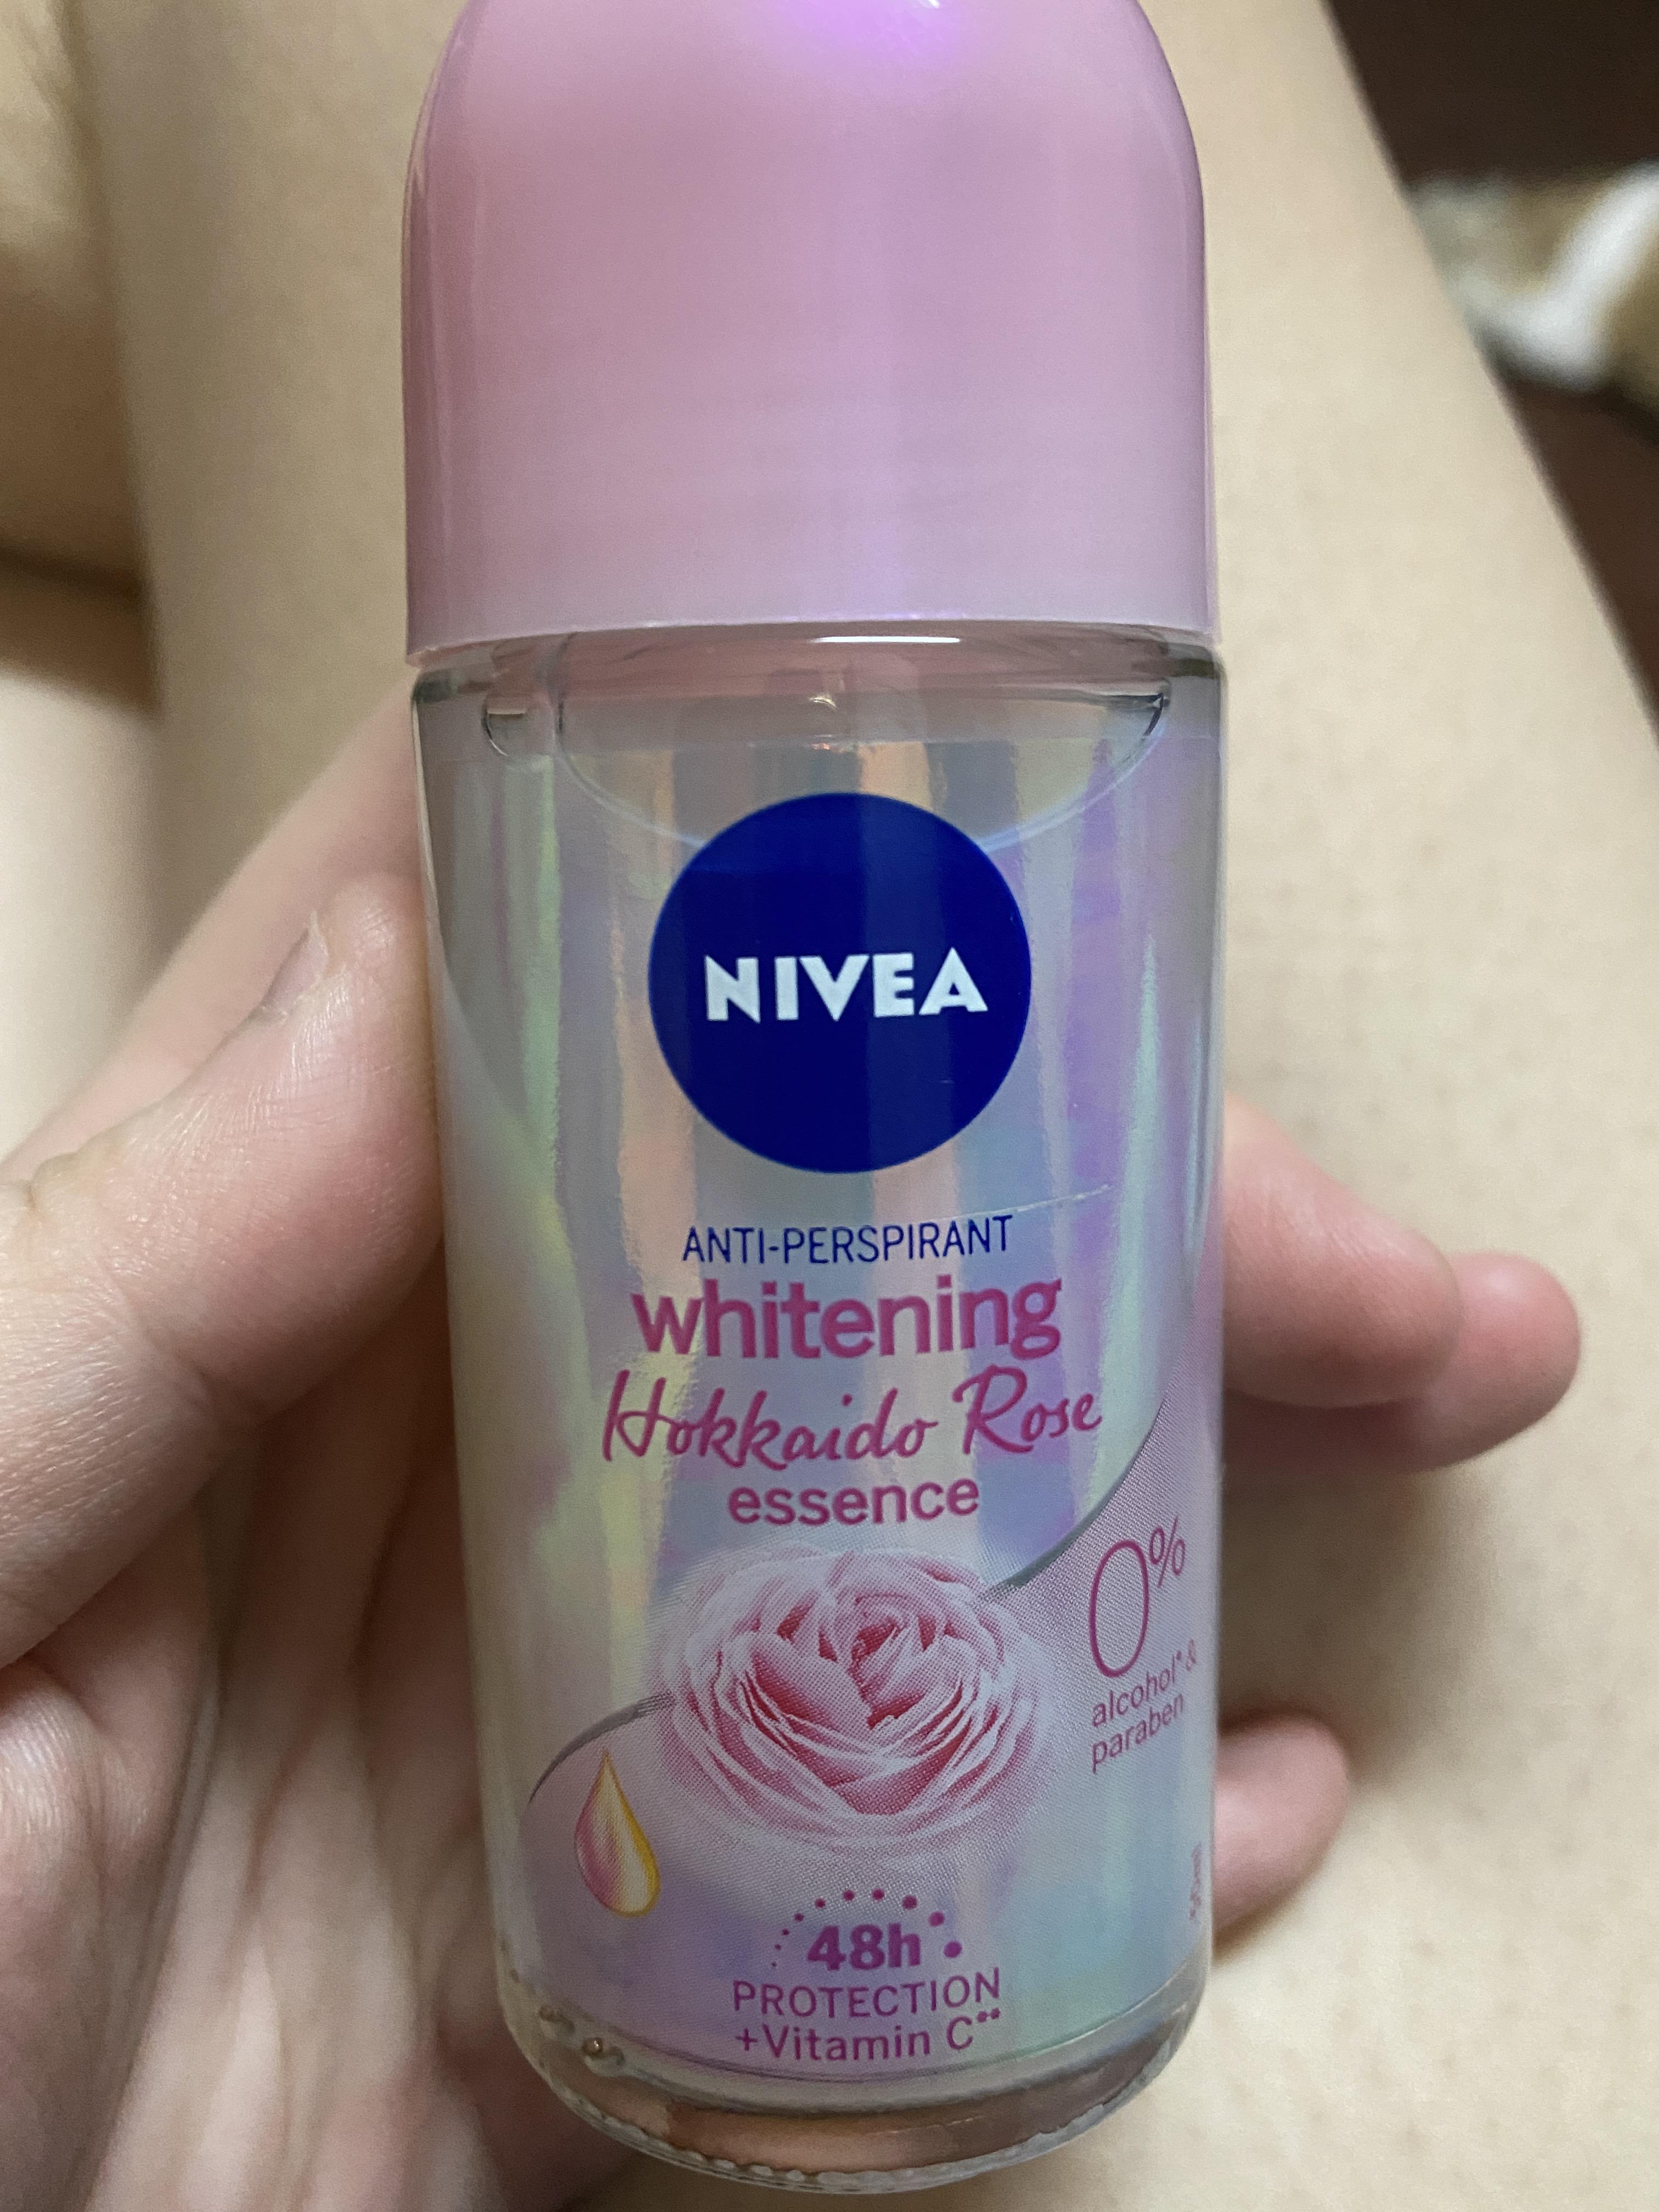 NIVEA
ANTI-PERSPIRANT
whitening
Hokkaido Rose
essence
0%
alcohol* &
paraben
48h
PROTECTION
+Vitamin C**